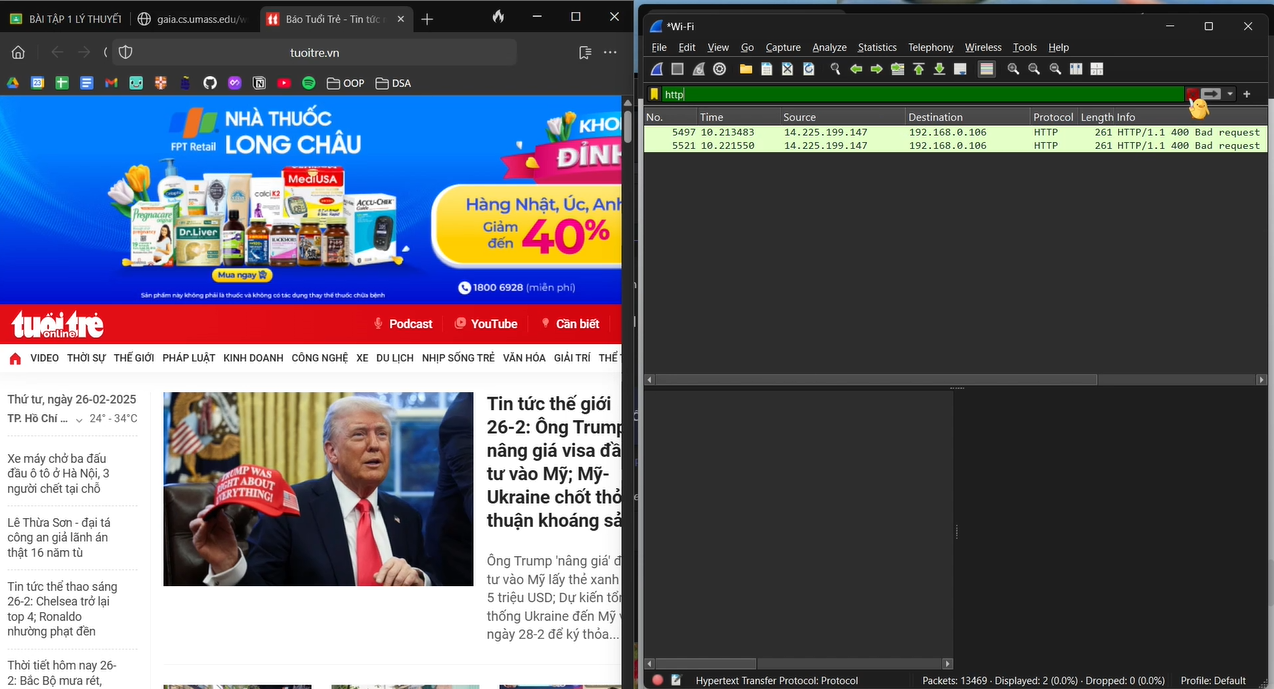 BÀI TẬP 1 LÝ THUYẾT
gaia.cs.umass.edu/w
Báo Tuổi Trẻ - Tin tức
tuoitre.vn
OOP
DSA
NHÀ THUỐC
FPT Retail
LONG CHÂU
KHO
ĐỈNH
MediUSA
calci K2
ACCU-CHEK
Pregnacare
Dr.Liver
Hàng Nhật, Úc, Anh
Giảm
đến
40%
Mua ngay
1800 6928 (miễn phí)
Sản phẩm này không phải là thuốc và không có tác dụng thay thế thuốc chữa bệnh
tuổi trẻ
online
Podcast
YouTube
Cần biết
VIDEO THỜI SỰ THẾ GIỚI PHÁP LUẬT KINH DOANH CÔNG NGHỆ XE DU LỊCH NHỊP SỐNG TRẺ VĂN HÓA GIẢI TRÍ THỂ
Thứ tư, ngày 26-02-2025
TP. Hồ Chí ... 24° - 34°C
Xe máy chở ba đấu
đầu ô tô ở Hà Nội, 3
người chết tại chỗ
Lê Thừa Sơn - đại tá
công an giả lãnh án
thật 16 năm tù
Tin tức thể thao sáng
26-2: Chelsea trở lại
top 4; Ronaldo
nhường phạt đền
Thời tiết hôm nay 26-
2: Bắc Bộ mưa rét,
TRUMP WAS
RIGHT ABOUT
EVERYTHING!
Tin tức thế giới
26-2: Ông Trump
nâng giá visa đầ
tư vào Mỹ; Mỹ-
Ukraine chốt thỏ
thuận khoáng sả
Ông Trump 'nâng giá' đ
tư vào Mỹ lấy thẻ xanh
5 triệu USD; Dự kiến tổn
thống Ukraine đến Mỹ v
ngày 28-2 để ký thỏa...
*Wi-Fi
File Edit View Go Capture Analyze Statistics Telephony Wireless Tools Help
http
No. Time Source Destination Protocol Length Info
5497 10.213483 14.225.199.147 192.168.0.106 HTTP 261 HTTP/1.1 400 Bad request
5521 10.221550 14.225.199.147 192.168.0.106 HTTP 261 HTTP/1.1 400 Bad request
Hypertext Transfer Protocol: Protocol
Packets: 13469 · Displayed: 2 (0.0%) · Dropped: 0 (0.0%)
Profile: Default